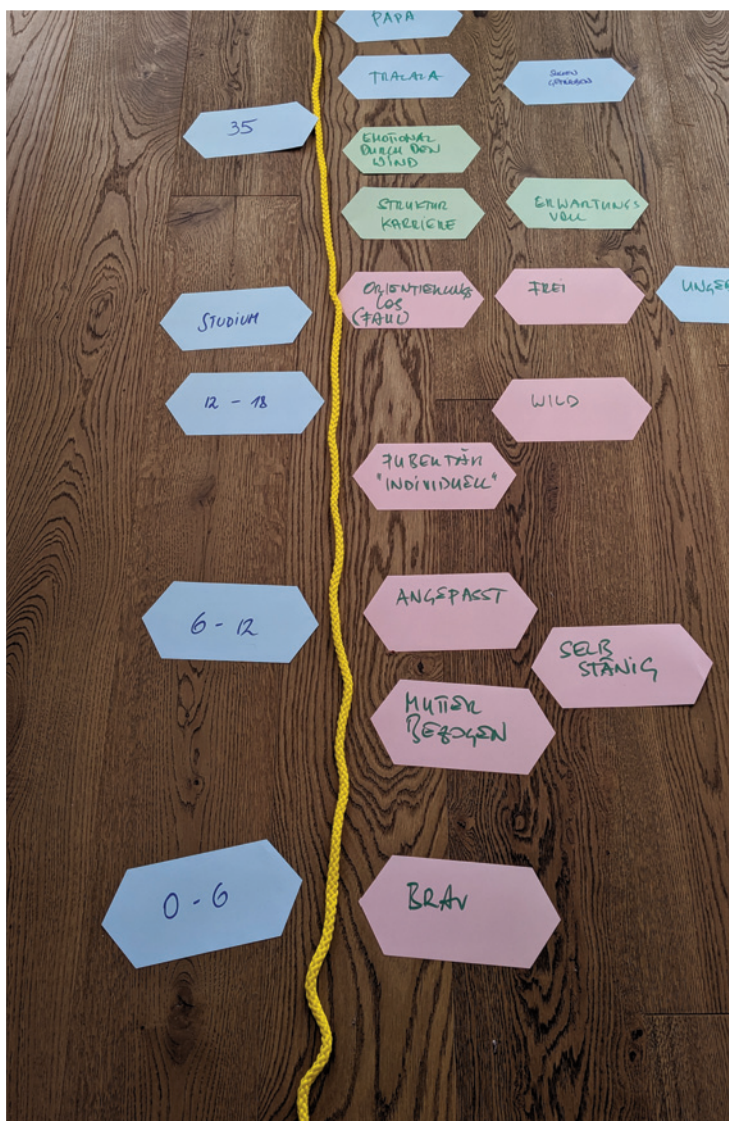 PAPA
TRALALA
35
EMOTIONAL
DURCH DEN
WIND
STRUKTUR
KARRIERE
ERWARTUNGS
VOLL
STUDIUM
ORIENTIERUNGS
LOS
(FAUL)
FREI
12 - 18
WILD
PUBERTÄR
"INDIVIDUELL"
6 - 12
ANGEPASST
SELB
STÄNIG
MUTTER
BEZOGEN
0 - 6
BRAV